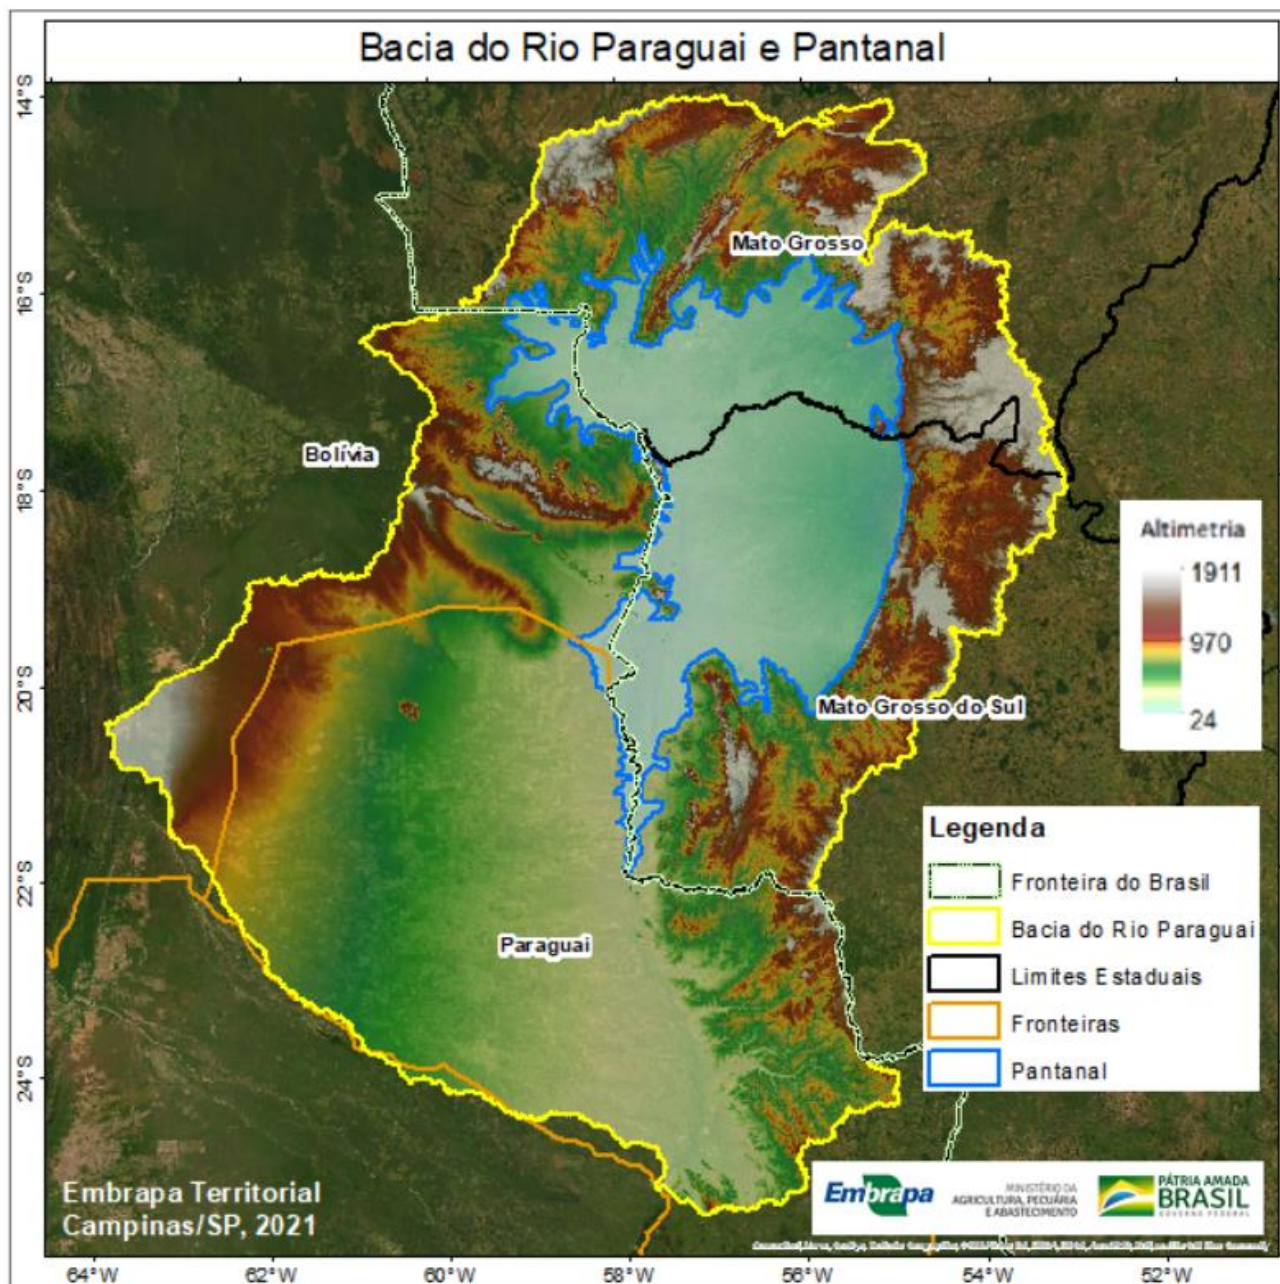 Bacia do Rio Paraguai e Pantanal
14°S
16°S
18°S
20°S
22°S
24°S
Mato Grosso
Bolívia
Mato Grosso do Sul
Paraguai
Altimetria
1911
970
24
Legenda
Fronteira do Brasil
Bacia do Rio Paraguai
Limites Estaduais
Fronteiras
Pantanal
Embrapa Territorial
Campinas/SP, 2021
Embrapa
MINISTÉRIO DA
AGRICULTURA, PECUÁRIA
E ABASTECIMENTO
PÁTRIA AMADA
BRASIL
GOVERNO FEDERAL
64°W
62°W
60°W
58°W
56°W
54°W
52°W